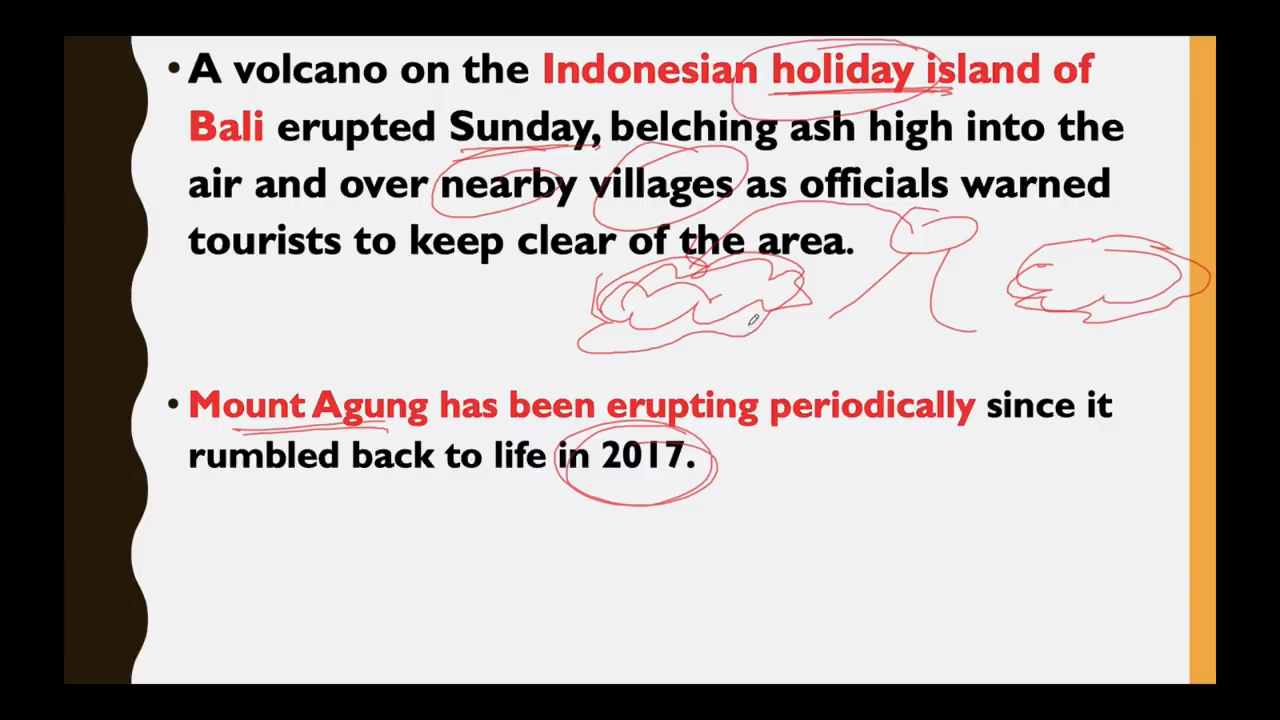 • A volcano on the Indonesian holiday island of
Bali erupted Sunday, belching ash high into the
air and over nearby villages as officials warned
tourists to keep clear of the area.
• Mount Agung has been erupting periodically since it
rumbled back to life in 2017.